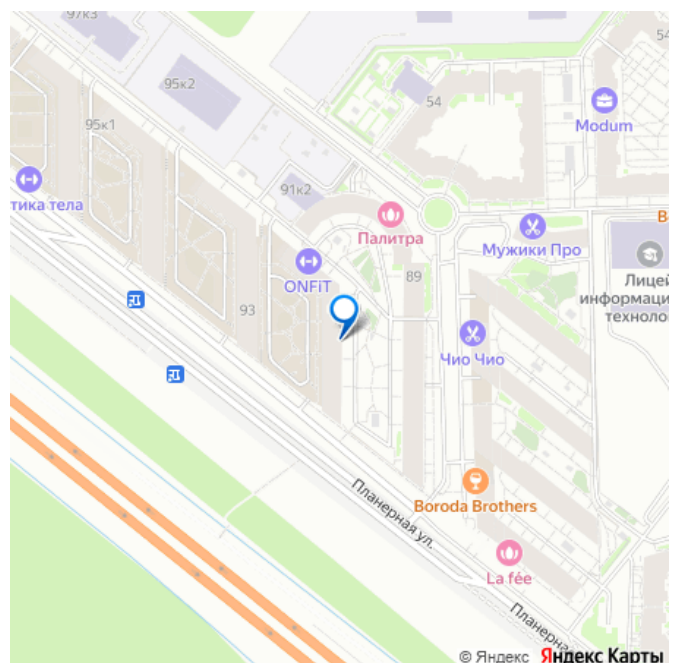 97к3
54
95к2
54
Modum
95к1
91к2
тика тела
Палитра
Мужики Про
ONFiT
89
Лицей
информаци
техноло
93
Чио Чио
Boroda Brothers
Планерная ул.
La fée
Планерная
© Яндекс Яндекс Карты